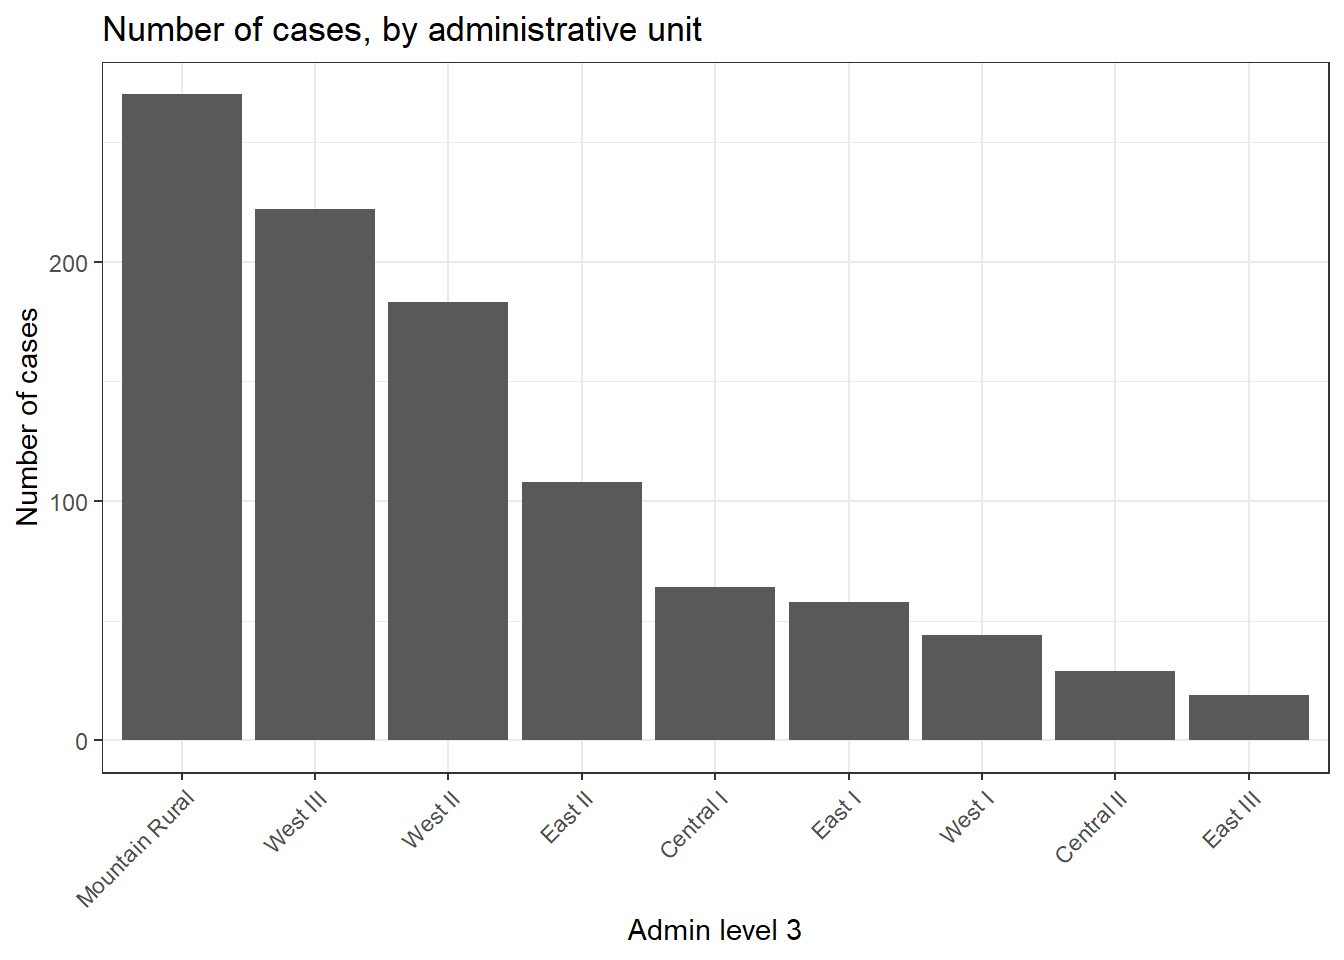 Number of cases, by administrative unit
Number of cases
200
100
0
Mountain Rural
West III
West II
East II
Central I
East I
West I
Central II
East III
Admin level 3